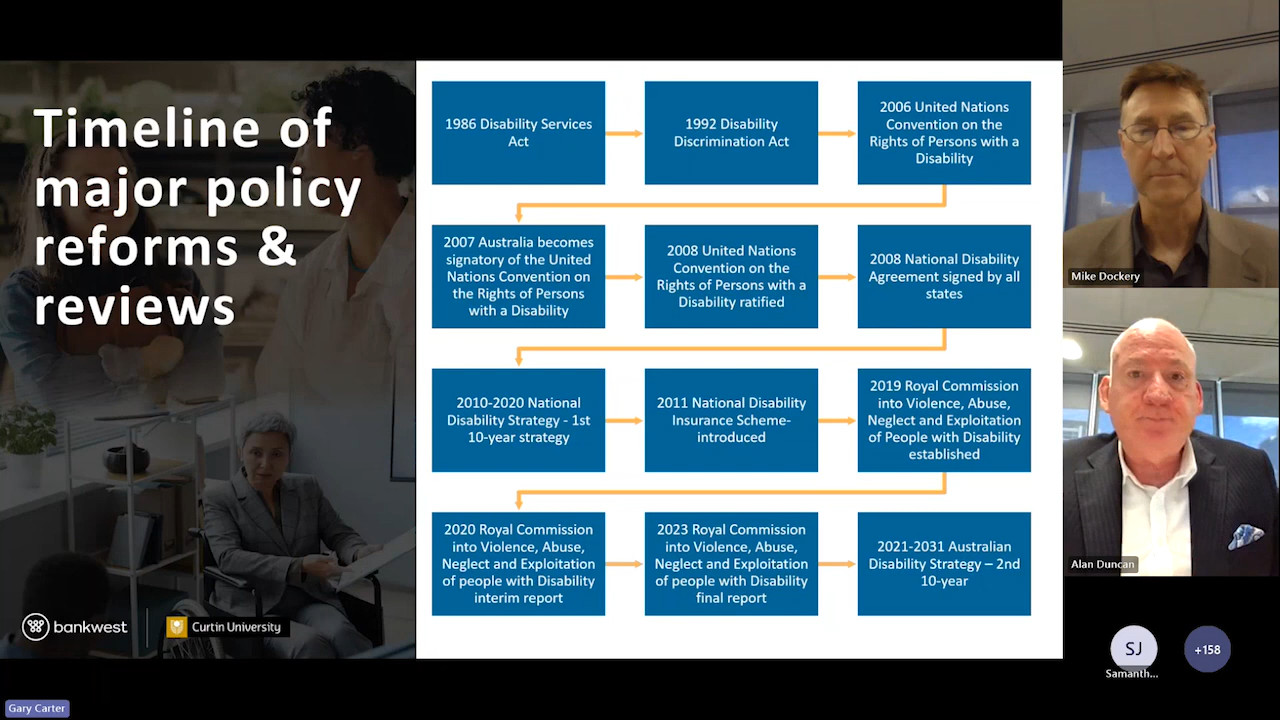 Timeline of
major policy
reforms &
reviews
1986 Disability Services
Act
1992 Disability
Discrimination Act
2006 United Nations
Convention on the
Rights of Persons with a
Disability
2007 Australia becomes
signatory of the United
Nations Convention on
the Rights of Persons
with a Disability
2008 United Nations
Convention on the
Rights of Persons with a
Disability ratified
2008 National Disability
Agreement signed by all
states
2010-2020 National
Disability Strategy - 1st
10-year strategy
2011 National Disability
Insurance Scheme-
introduced
2019 Royal Commission
into Violence, Abuse,
Neglect and Exploitation
of People with Disability
established
2020 Royal Commission
into Violence, Abuse,
Neglect and Exploitation
of people with Disability
interim report
2023 Royal Commission
into Violence, Abuse,
Neglect and Exploitation
of people with Disability
final report
2021-2031 Australian
Disability Strategy – 2nd
10-year
bankwest
Curtin University
Mike Dockery
Alan Duncan
SJ
Samanth...
+158
Gary Carter